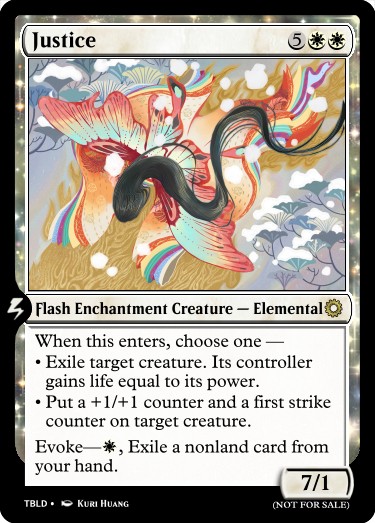 Justice 5
Flash Enchantment Creature — Elemental
When this enters, choose one —
• Exile target creature. Its controller
gains life equal to its power.
• Put a +1/+1 counter and a first strike
counter on target creature.
Evoke—, Exile a nonland card from
your hand.
7/1
TBLD • Kuri Huang
(NOT FOR SALE)